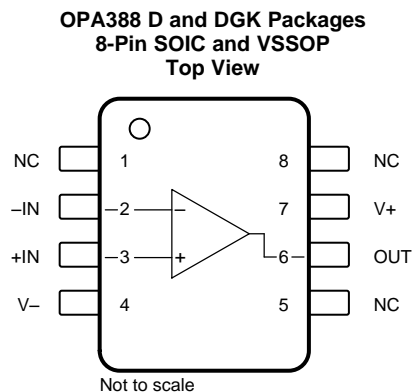 OPA388 D and DGK Packages
8-Pin SOIC and VSSOP
Top View
NC 1 8 NC
–IN 2 – 7 V+
+IN 3 + 6 OUT
V– 4 5 NC
Not to scale